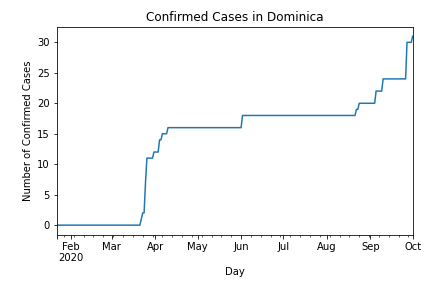 Confirmed Cases in Dominica
Number of Confirmed Cases
30
25
20
15
10
5
0
Feb Mar Apr May Jun Jul Aug Sep Oct
2020
Day